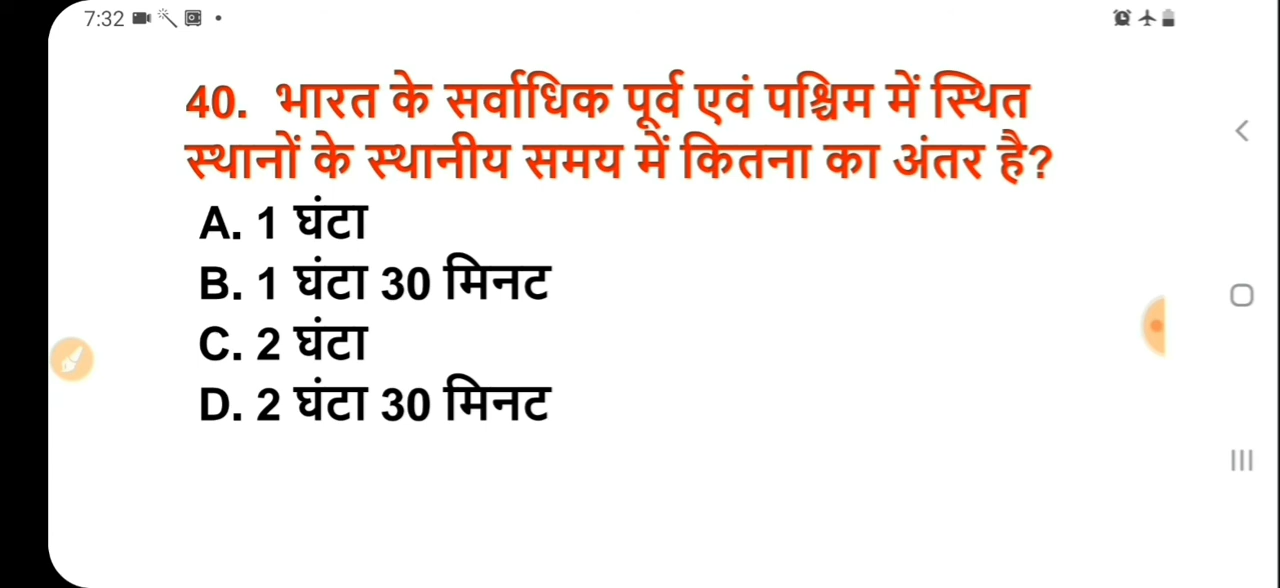 7:32
40. भारत के सर्वाधिक पूर्व एवं पश्चिम में स्थित
स्थानों के स्थानीय समय में कितना का अंतर है?
A. 1 घंटा
B. 1 घंटा 30 मिनट
C. 2 घंटा
D. 2 घंटा 30 मिनट